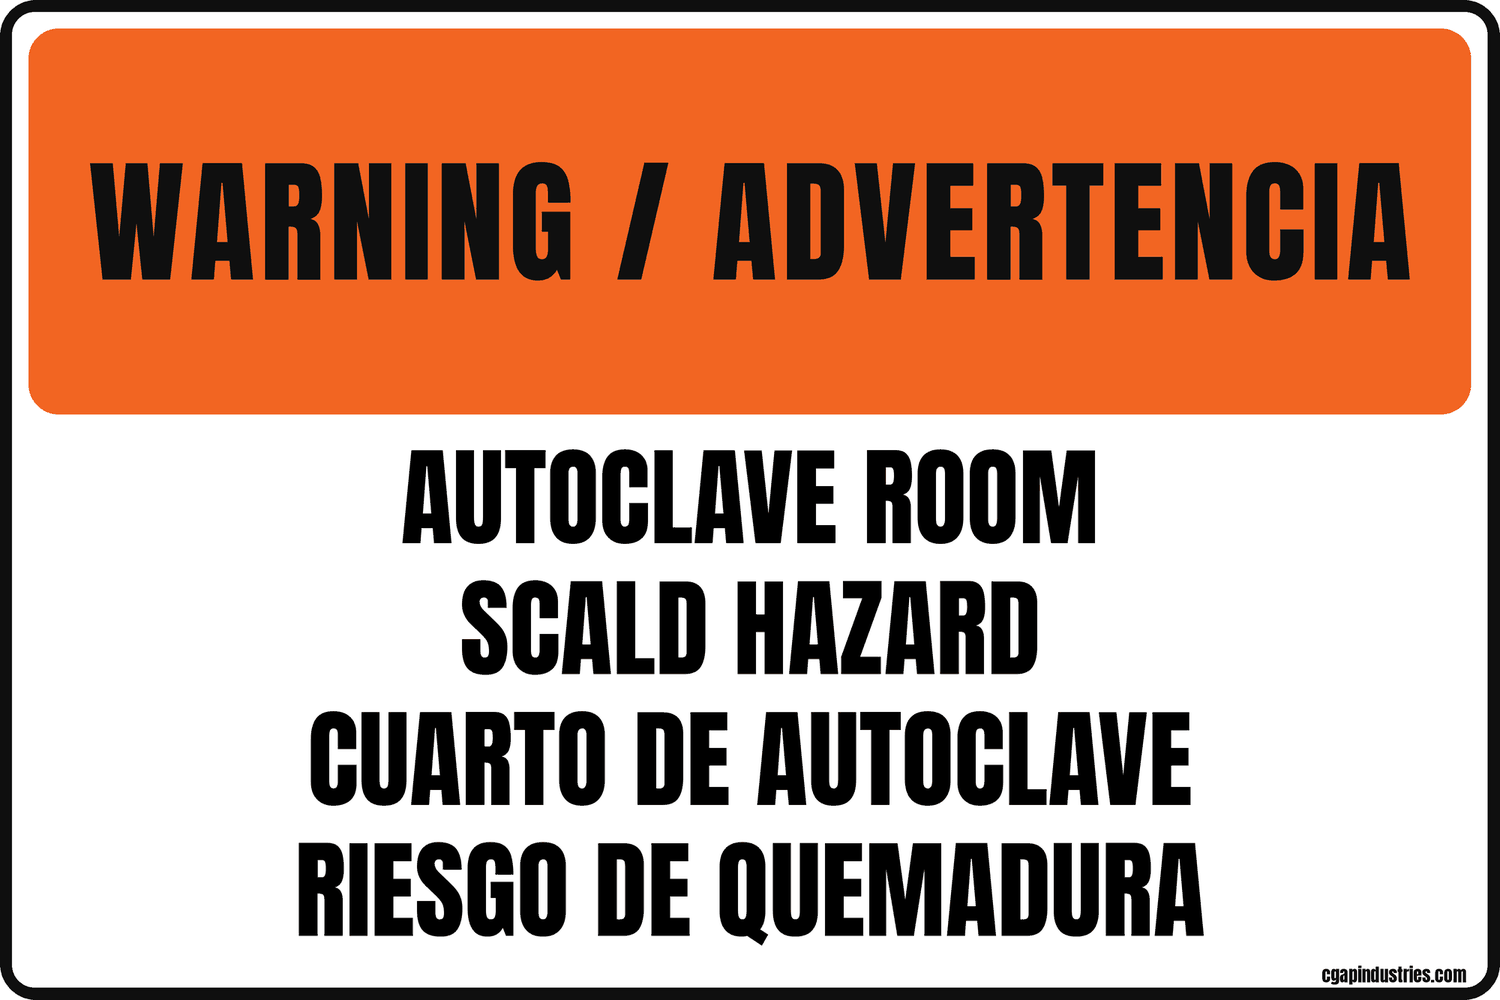 WARNING / ADVERTENCIA
AUTOCLAVE ROOM
SCALD HAZARD
CUARTO DE AUTOCLAVE
RIESGO DE QUEMADURA
cgapindustries.com